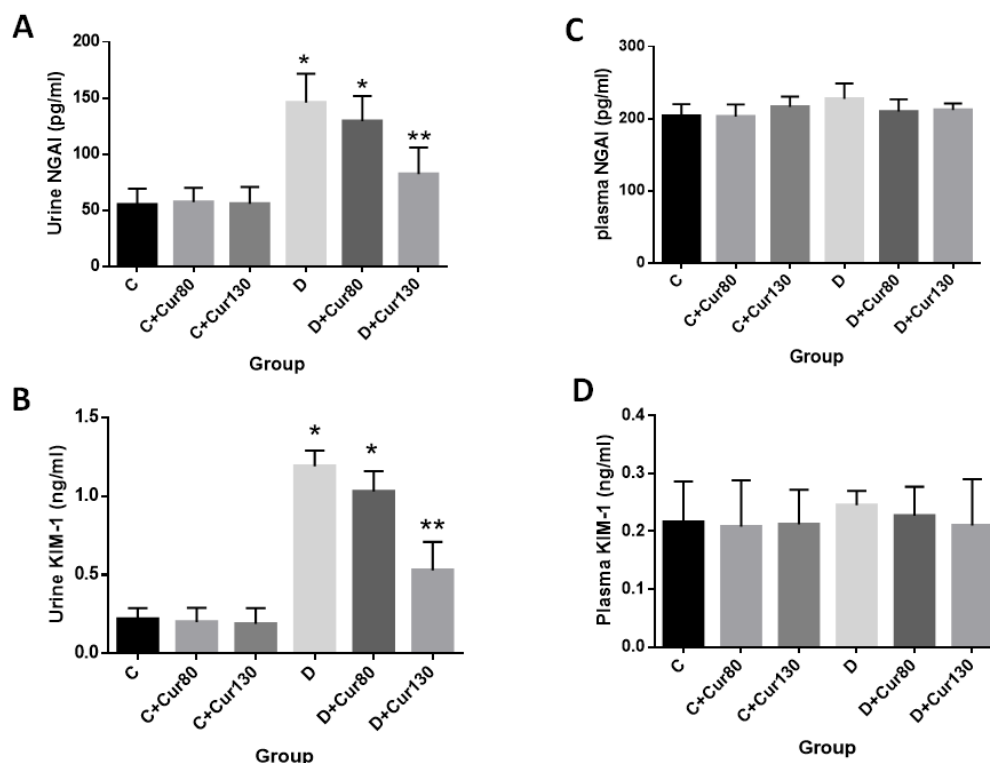 A
Urine NGAI (pg/ml)
200
150
100
50
0
*
*
**
C
C+Cur80
C+Cur130
D
D+Cur80
D+Cur130
Group
C
plasma NGAI (pg/ml)
300
200
100
0
C
C+Cur80
C+Cur130
D
D+Cur80
D+Cur130
Group
B
Urine KIM-1 (ng/ml)
1.5
1.0
0.5
0.0
*
*
**
C
C+Cur80
C+Cur130
D
D+Cur80
D+Cur130
Group
D
Plasma KIM-1 (ng/ml)
0.4
0.3
0.2
0.1
0.0
C
C+Cur80
C+Cur130
D
D+Cur80
D+Cur130
Group